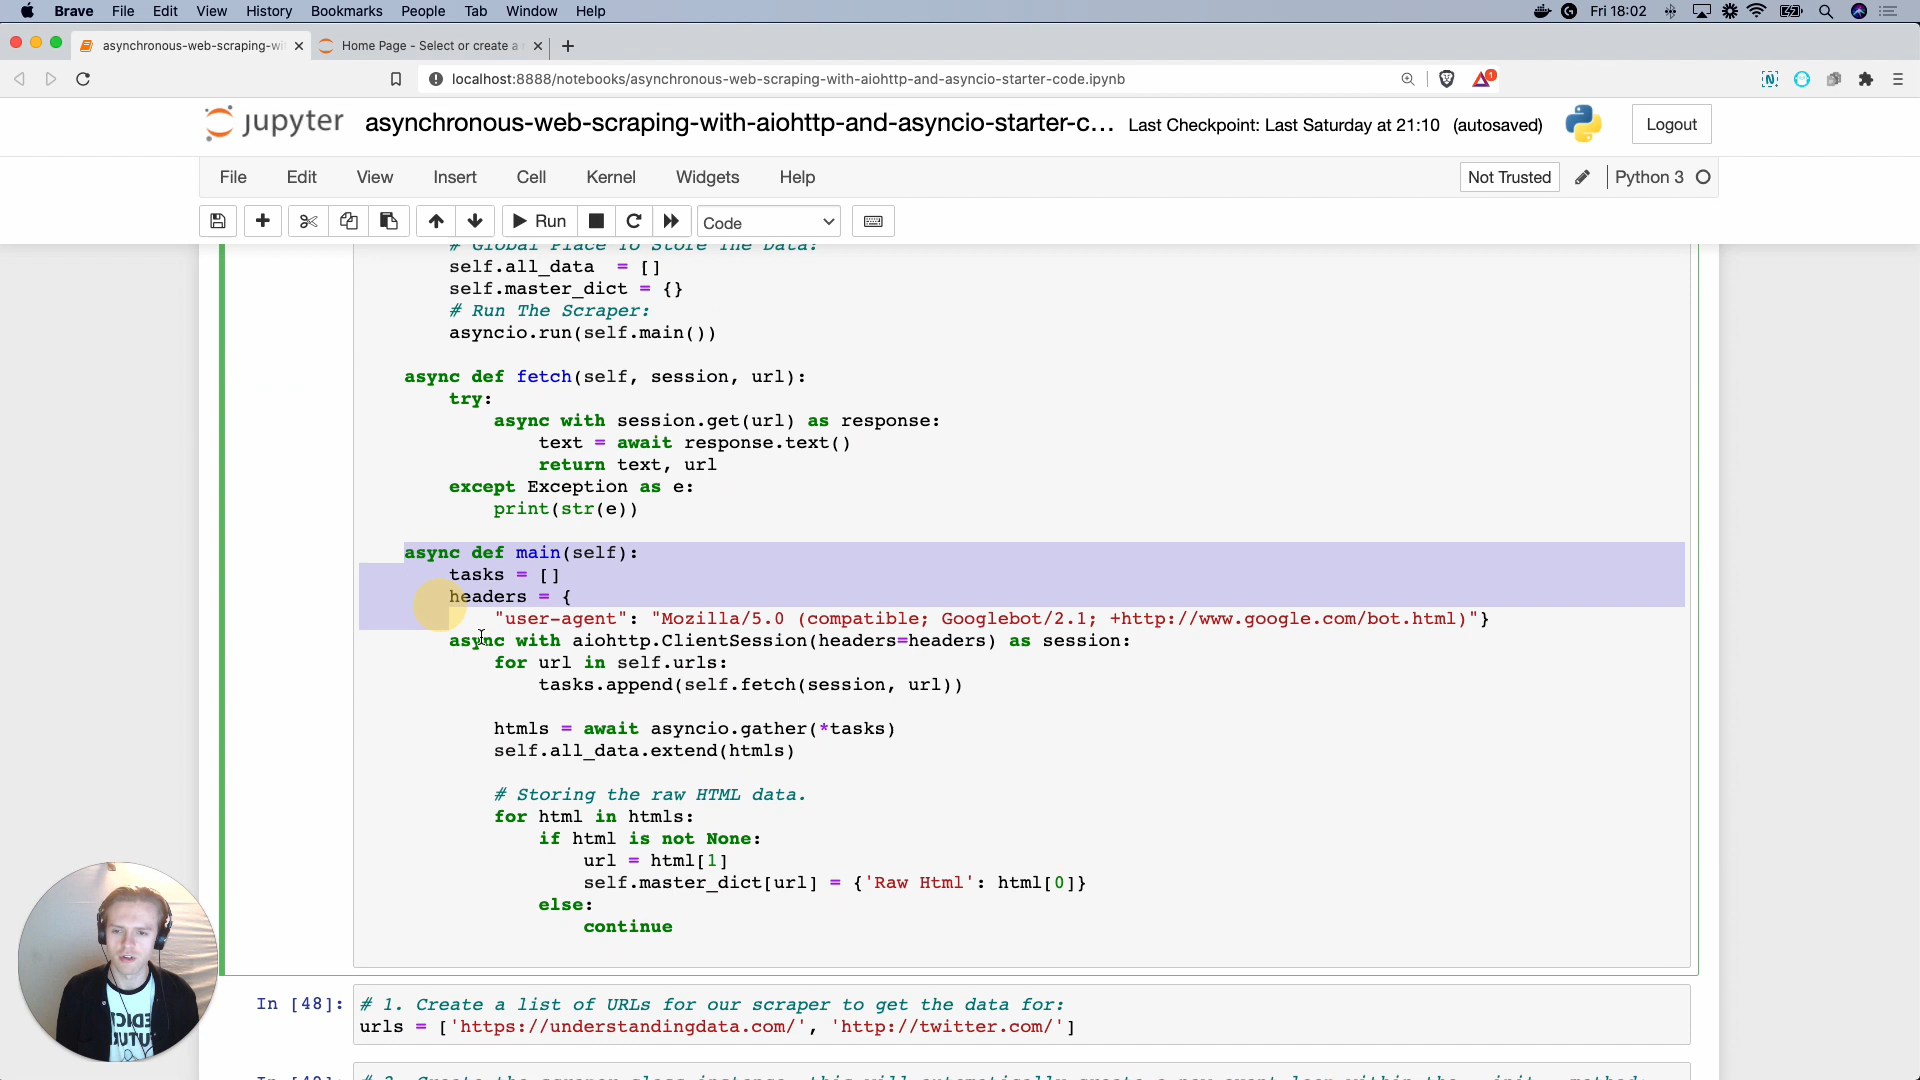 Brave File Edit View History Bookmarks People Tab Window Help Fri 18:02
asynchronous-web-scraping-wit Home Page - Select or create a
localhost:8888/notebooks/asynchronous-web-scraping-with-aiohttp-and-asyncio-starter-code.ipynb 1
jupyter asynchronous-web-scraping-with-aiohttp-and-asyncio-starter-c... Last Checkpoint: Last Saturday at 21:10 (autosaved) Logout
File Edit View Insert Cell Kernel Widgets Help Not Trusted Python 3
Run Code
# Global Place To Store The Data:
self.all_data = []
self.master_dict = {}
# Run The Scraper:
asyncio.run(self.main())
async def fetch(self, session, url):
try:
async with session.get(url) as response:
text = await response.text()
return text, url
except Exception as e:
print(str(e))
async def main(self):
tasks = []
headers = {
"user-agent": "Mozilla/5.0 (compatible; Googlebot/2.1; +http://www.google.com/bot.html)"}
async with aiohttp.ClientSession(headers=headers) as session:
for url in self.urls:
tasks.append(self.fetch(session, url))
htmls = await asyncio.gather(*tasks)
self.all_data.extend(htmls)
# Storing the raw HTML data.
for html in htmls:
if html is not None:
url = html[1]
self.master_dict[url] = {'Raw Html': html[0]}
else:
continue
In [48]: # 1. Create a list of URLs for our scraper to get the data for:
urls = ['https://understandingdata.com/', 'http://twitter.com/']